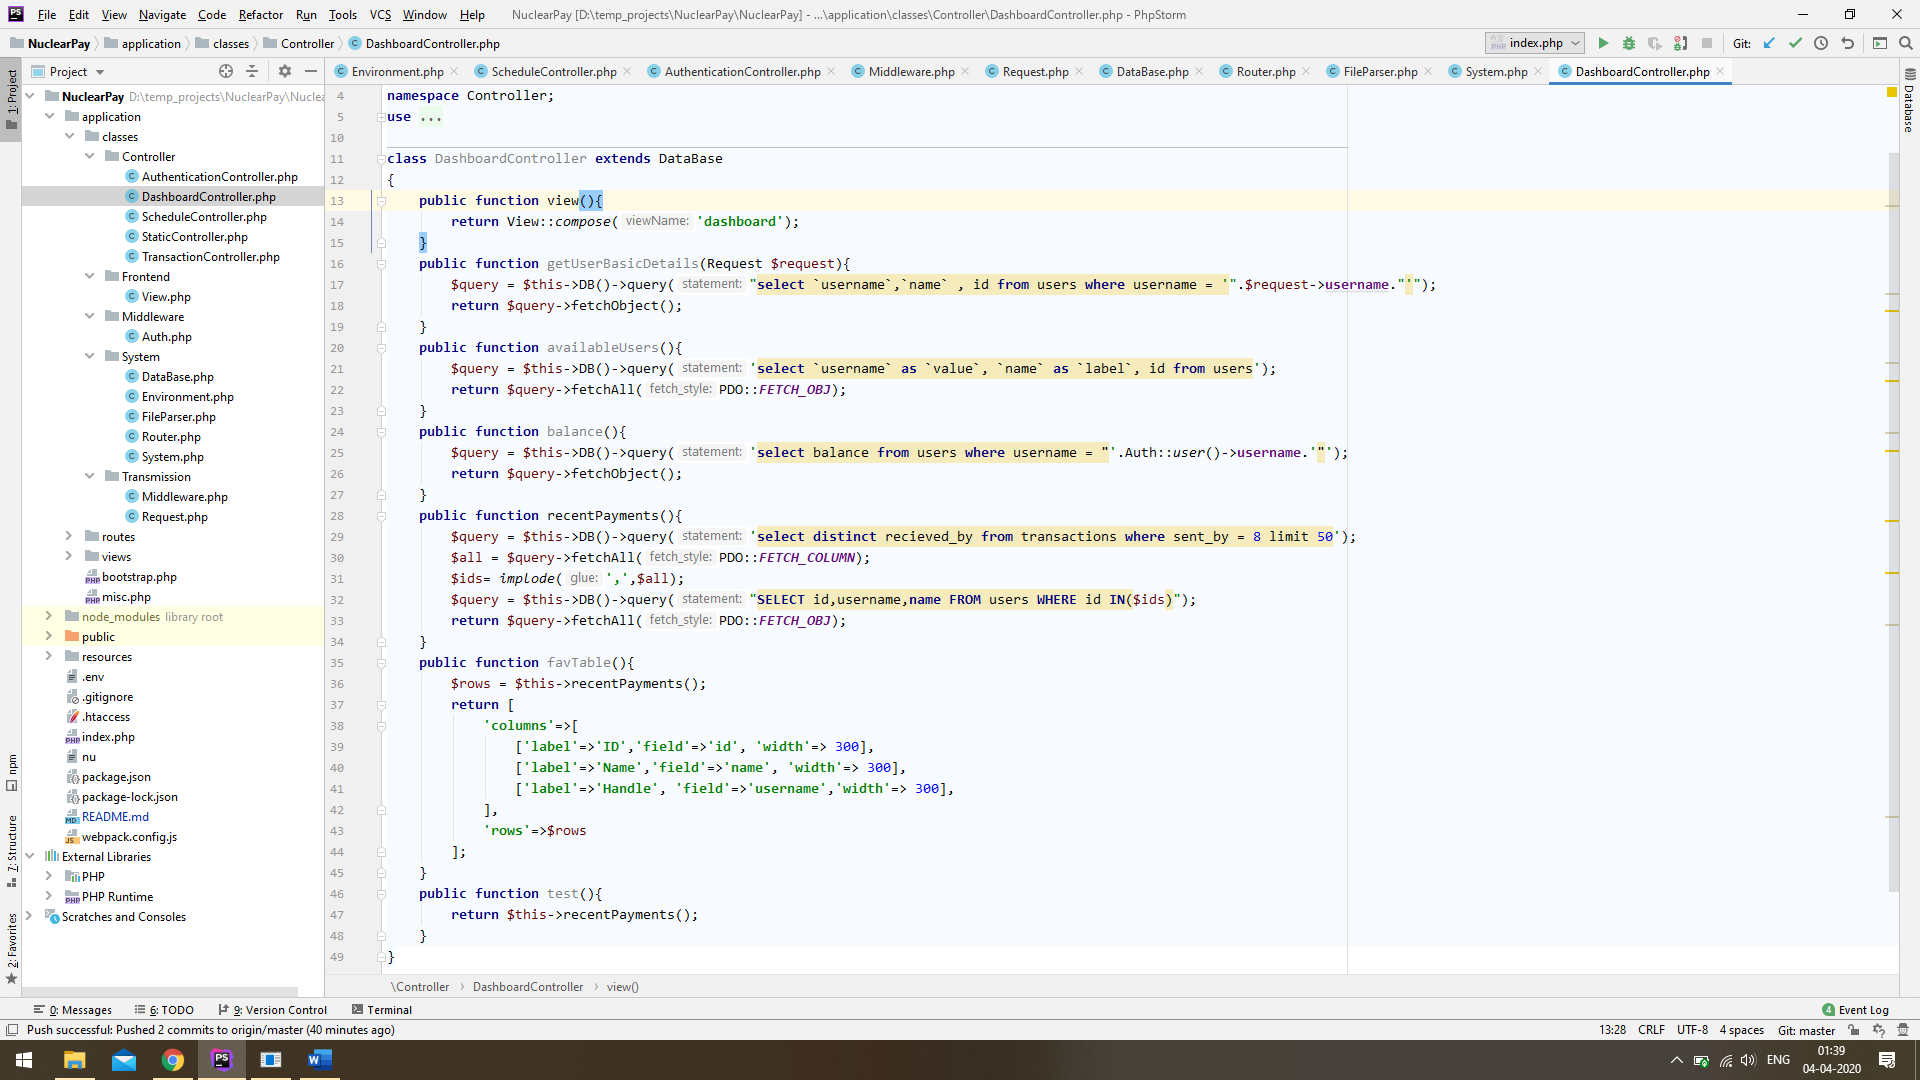 File Edit View Navigate Code Refactor Run Tools VCS Window Help NuclearPay [D:\temp_projects\NuclearPay\NuclearPay] - ...\application\classes\Controller\DashboardController.php - PhpStorm
NuclearPay application classes Controller DashboardController.php index.php Git:
Project
Environment.php ScheduleController.php AuthenticationController.php Middleware.php Request.php DataBase.php Router.php FileParser.php System.php DashboardController.php
1: Project
npm
7: Structure
2: Favorites
Database
NuclearPay D:\temp_projects\NuclearPay\Nuclea
application
classes
Controller
AuthenticationController.php
DashboardController.php
ScheduleController.php
StaticController.php
TransactionController.php
Frontend
View.php
Middleware
Auth.php
System
DataBase.php
Environment.php
FileParser.php
Router.php
System.php
Transmission
Middleware.php
Request.php
routes
views
bootstrap.php
misc.php
node_modules library root
public
resources
.env
.gitignore
.htaccess
index.php
nu
package.json
package-lock.json
README.md
webpack.config.js
External Libraries
PHP
PHP Runtime
Scratches and Consoles
4 namespace Controller;
5 use ...
10
11 class DashboardController extends DataBase
12 {
13 public function view(){
14 return View::compose( viewName: 'dashboard');
15 }
16 public function getUserBasicDetails(Request $request){
17 $query = $this->DB()->query( statement: "select `username`,`name` , id from users where username = '".$request->username."'");
18 return $query->fetchObject();
19 }
20 public function availableUsers(){
21 $query = $this->DB()->query( statement: 'select `username` as `value`, `name` as `label`, id from users');
22 return $query->fetchAll( fetch_style: PDO::FETCH_OBJ);
23 }
24 public function balance(){
25 $query = $this->DB()->query( statement: 'select balance from users where username = "'.Auth::user()->username.'"');
26 return $query->fetchObject();
27 }
28 public function recentPayments(){
29 $query = $this->DB()->query( statement: 'select distinct recieved_by from transactions where sent_by = 8 limit 50');
30 $all = $query->fetchAll( fetch_style: PDO::FETCH_COLUMN);
31 $ids= implode( glue: ',',$all);
32 $query = $this->DB()->query( statement: "SELECT id,username,name FROM users WHERE id IN($ids)");
33 return $query->fetchAll( fetch_style: PDO::FETCH_OBJ);
34 }
35 public function favTable(){
36 $rows = $this->recentPayments();
37 return [
38 'columns'=>[
39 ['label'=>'ID','field'=>'id', 'width'=> 300],
40 ['label'=>'Name','field'=>'name', 'width'=> 300],
41 ['label'=>'Handle', 'field'=>'username','width'=> 300],
42 ],
43 'rows'=>$rows
44 ];
45 }
46 public function test(){
47 return $this->recentPayments();
48 }
49 }
\Controller DashboardController view()
0: Messages 6: TODO 9: Version Control Terminal 4 Event Log
Push successful: Pushed 2 commits to origin/master (40 minutes ago) 13:28 CRLF UTF-8 4 spaces Git: master
ENG 01:39
04-04-2020